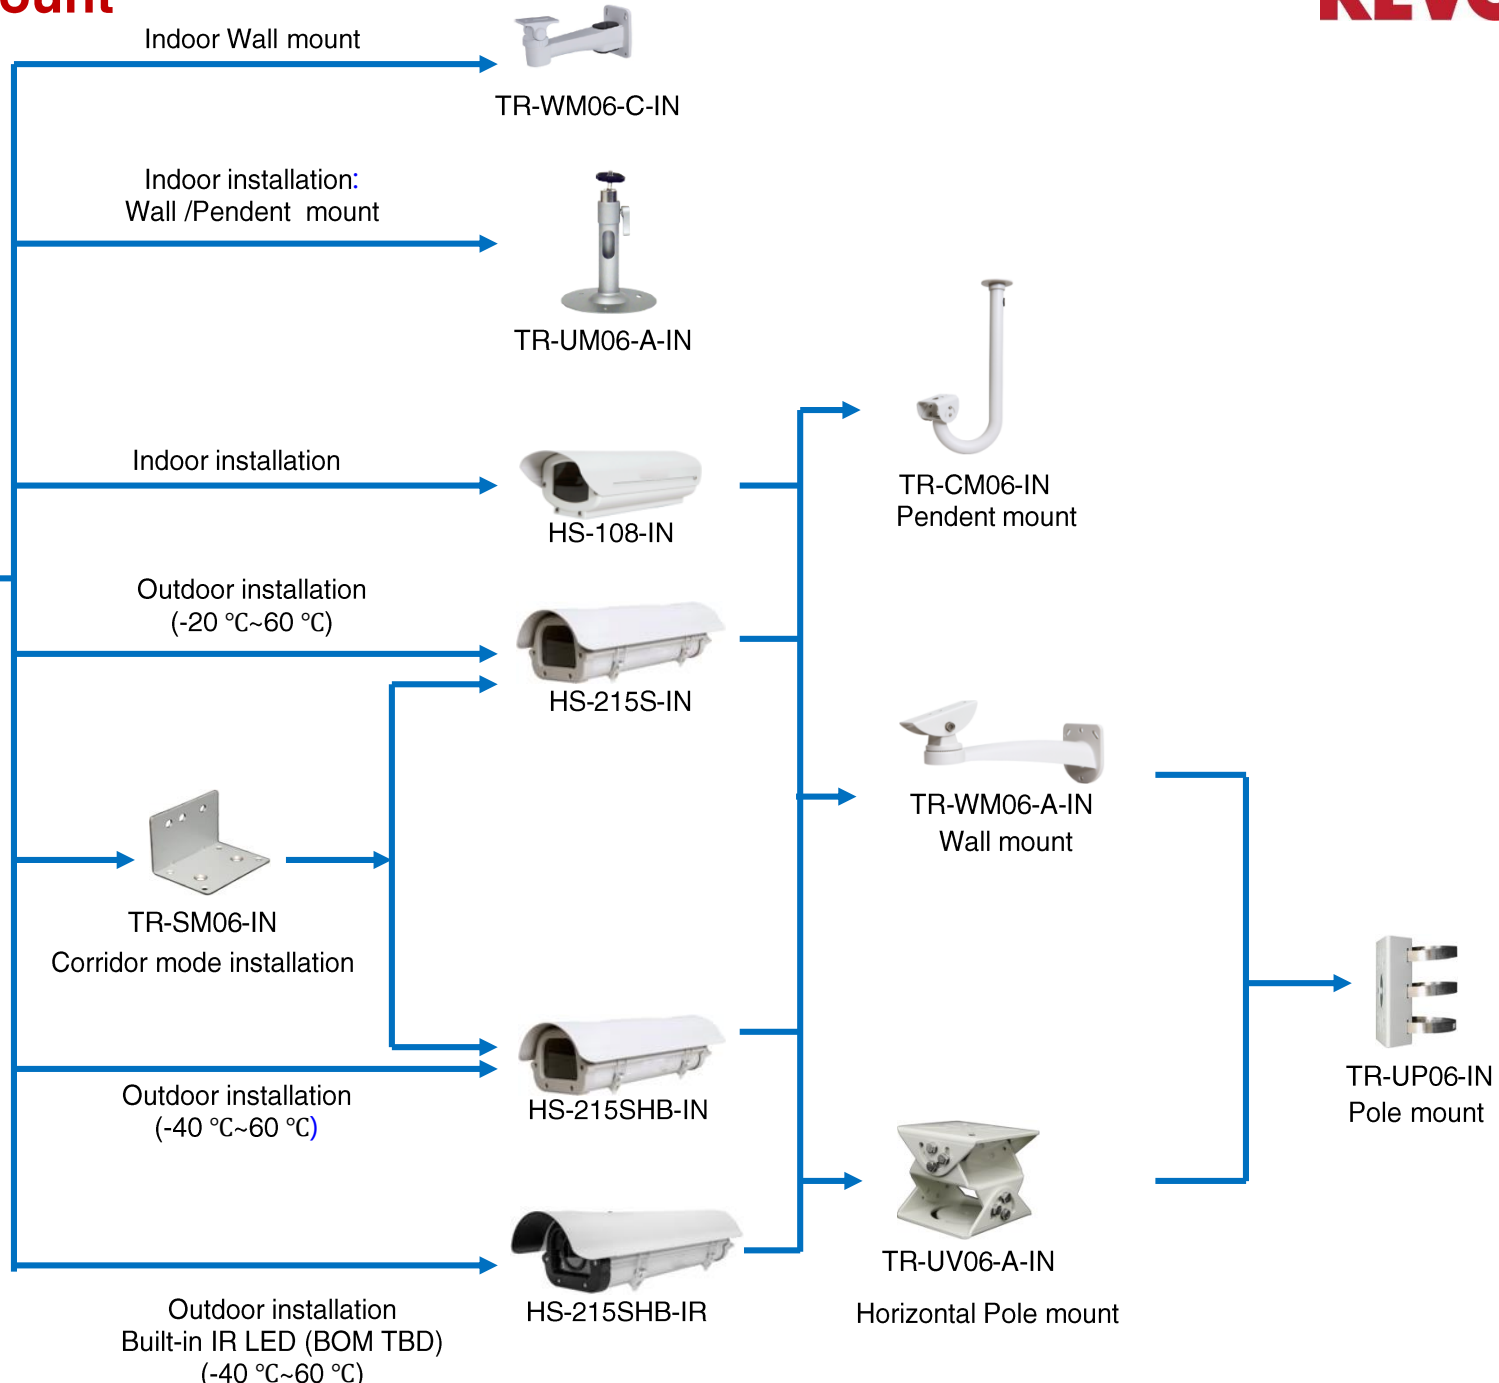 ount
Indoor Wall mount
TR-WM06-C-IN
Indoor installation:
Wall /Pendent mount
TR-UM06-A-IN
Indoor installation
HS-108-IN
TR-CM06-IN
Pendent mount
Outdoor installation
(-20 ℃~60 ℃)
HS-215S-IN
TR-WM06-A-IN
Wall mount
TR-SM06-IN
Corridor mode installation
Outdoor installation
(-40 ℃~60 ℃)
HS-215SHB-IN
TR-UP06-IN
Pole mount
TR-UV06-A-IN
Horizontal Pole mount
HS-215SHB-IR
Outdoor installation
Built-in IR LED (BOM TBD)
(-40 ℃~60 ℃)